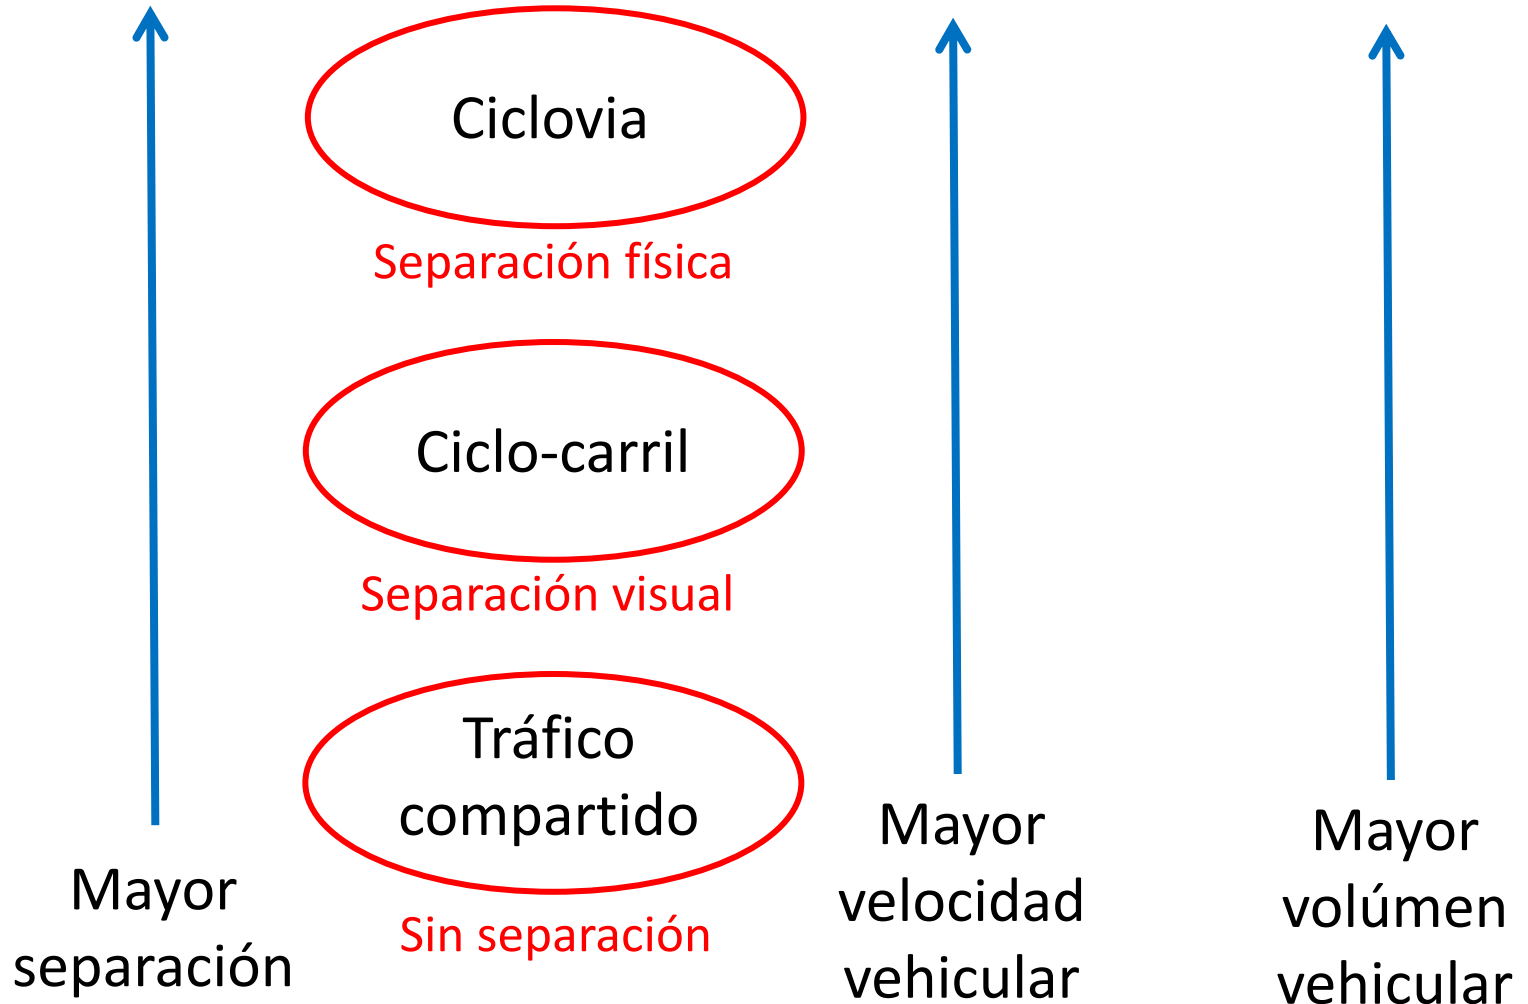 Ciclovia
Separación física
Ciclo-carril
Separación visual
Tráfico
compartido
Sin separación
Mayor
separación
Mayor
velocidad
vehicular
Mayor
volúmen
vehicular